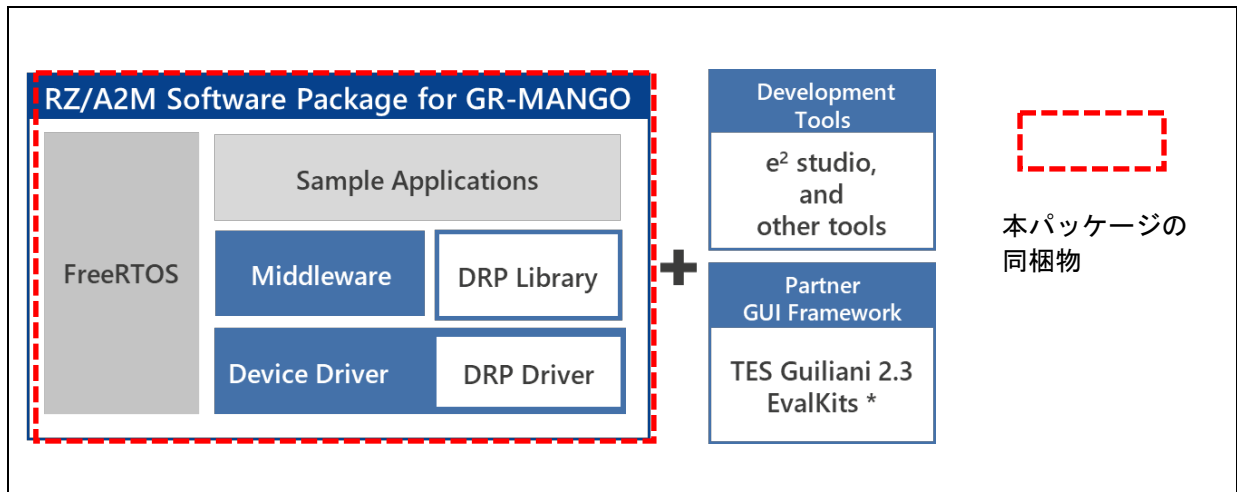 RZ/A2M Software Package for GR-MANGO
FreeRTOS
Sample Applications
Middleware
DRP Library
Device Driver
DRP Driver
+
Development
Tools
e² studio,
and
other tools
Partner
GUI Framework
TES Guiliani 2.3
EvalKits *
本パッケージの
同梱物